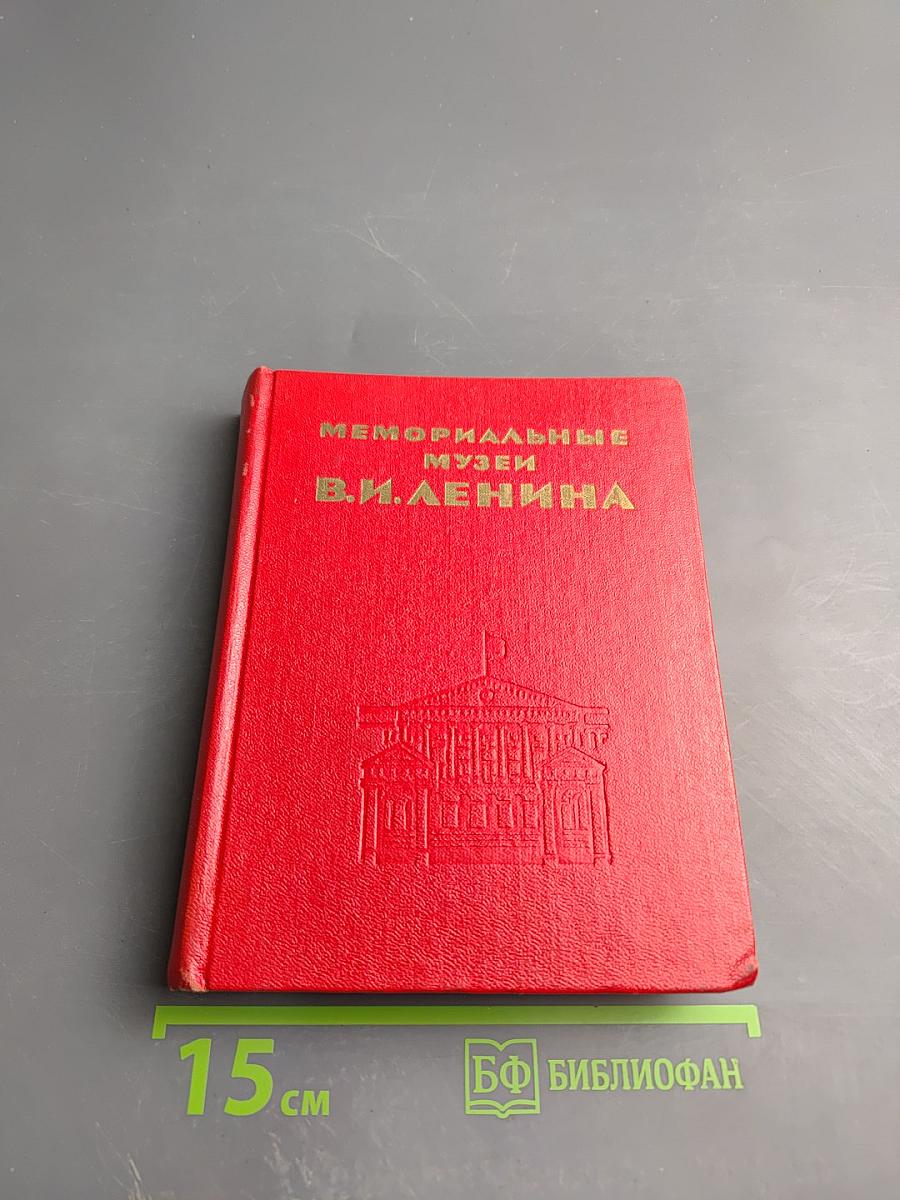 МЕМОРИАЛЬНЫЕ
МУЗЕИ
В.И.ЛЕНИНА
15 см
БФ БИБЛИОФАН